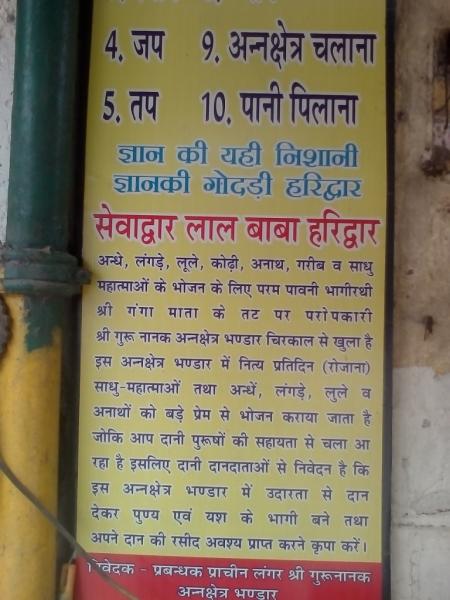 4. जप 9. अन्नक्षेत्र चलाना
5. तप 10. पानी पिलाना
ज्ञान की यही निशानी
ज्ञानकी गोदड़ी हरिद्वार
सेवाद्वार लाल बाबा हरिद्वार
अन्धे, लंगड़े, लूले, कोढ़ी, अनाथ, गरीब व साधु
महात्माओं के भोजन के लिए परम पावनी भागीरथी
श्री गंगा माता के तट पर परोपकारी
श्री गुरू नानक अन्नक्षेत्र भण्डार चिरकाल से खुला है
इस अन्नक्षेत्र भण्डार में नित्य प्रतिदिन (रोजाना)
साधु-महात्माओं तथा अन्धें, लंगड़े, लुले व
अनाथों को बड़े प्रेम से भोजन कराया जाता है
जोकि आप दानी पुरूषों की सहायता से चला आ
रहा है इसलिए दानी दानदाताओं से निवेदन है कि
इस अन्नक्षेत्र भण्डार में उदारता से दान
देकर पुण्य एवं यश के भागी बने तथा
अपने दान की रसीद अवश्य प्राप्त करने कृपा करें।
निवेदक - प्रबन्धक प्राचीन लंगर श्री गुरूनानक
अन्नक्षेत्र भण्डार